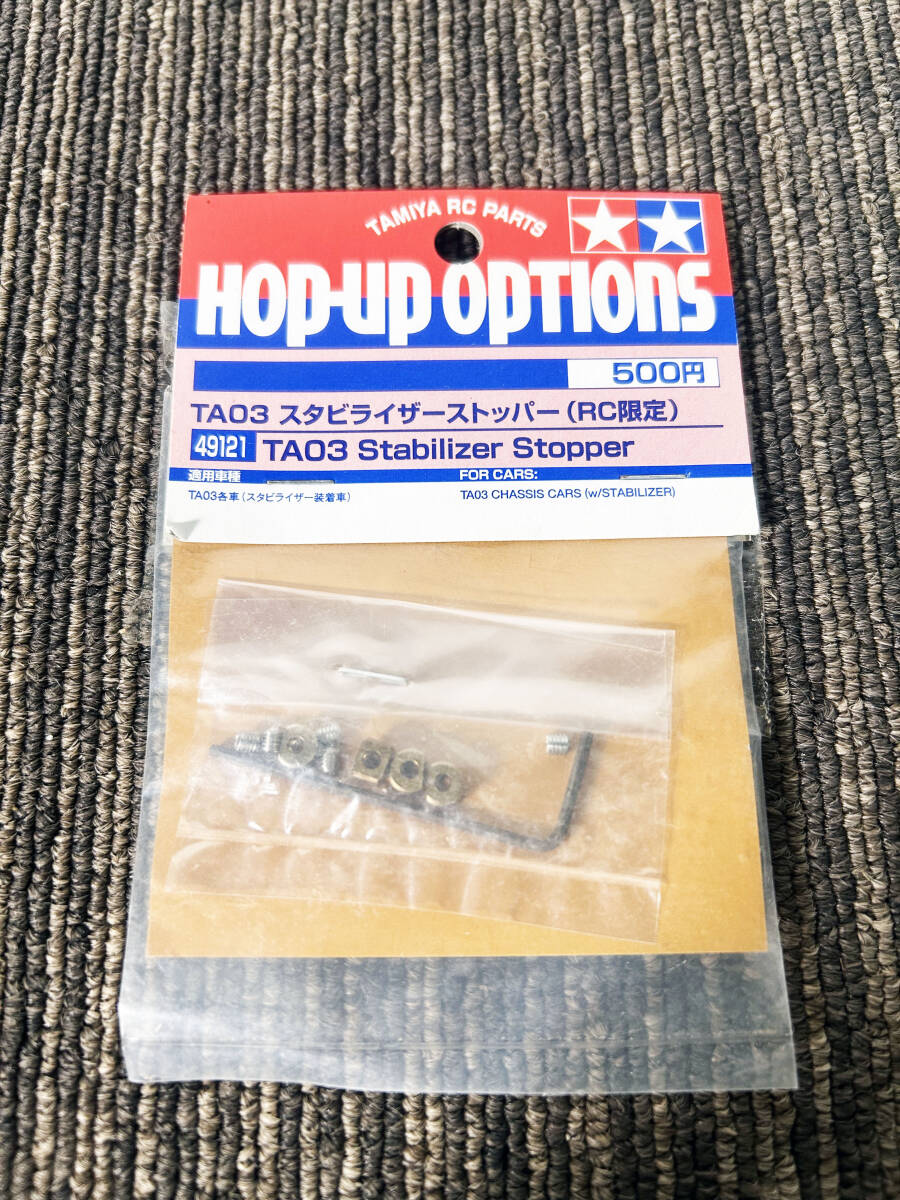 TAMIYA RC PARTS
HOP-UP OPTIONS
500円
TA03 スタビライザーストッパー（RC限定）
49121 TA03 Stabilizer Stopper
適用車種 FOR CARS:
TA03各車（スタビライザー装着車） TA03 CHASSIS CARS (w/STABILIZER)